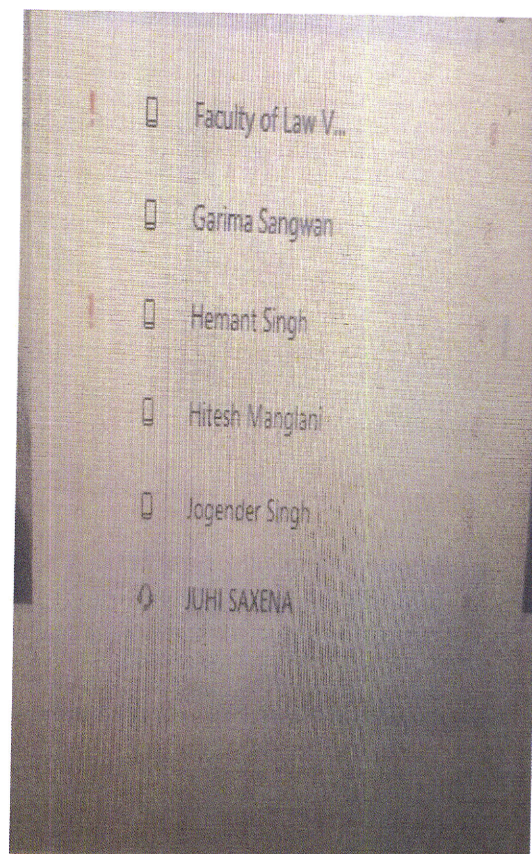 ! Faculty of Law V...
Garima Sangwan
! Hemant Singh
Hitesh Manglani
Jogender Singh
JUHI SAXENA